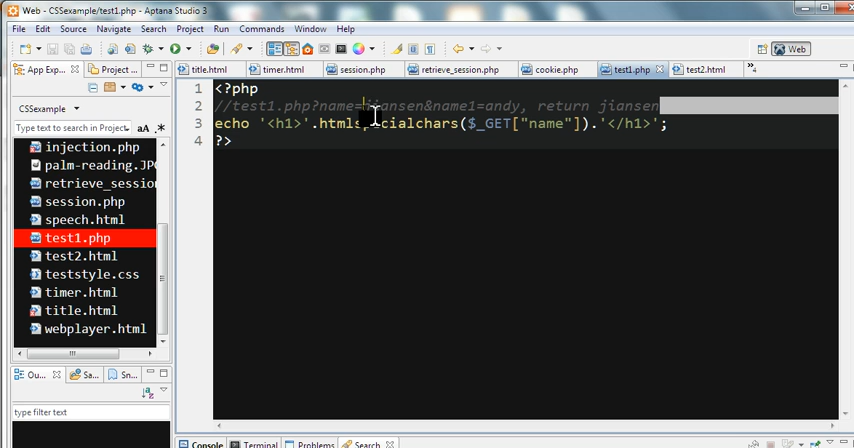 Web - CSSexample/test1.php - Aptana Studio 3
File Edit Source Navigate Search Project Run Commands Window Help
Web
App Exp... Project ... title.html timer.html session.php retrieve_session.php cookie.php test1.php test2.html
CSSexample
Type text to search in Project
aA .*
injection.php
palm-reading.JPG
retrieve_session
session.php
speech.html
test1.php
test2.html
teststyle.css
timer.html
title.html
webplayer.html
1 <?php
2 //test1.php?name=jiansen&name1=andy, return jiansen
3 echo '<h1>'.htmlspecialchars($_GET["name"]).'</h1>';
4 ?>
Ou... Sa... Sn...
type filter text
Console Terminal Problems Search